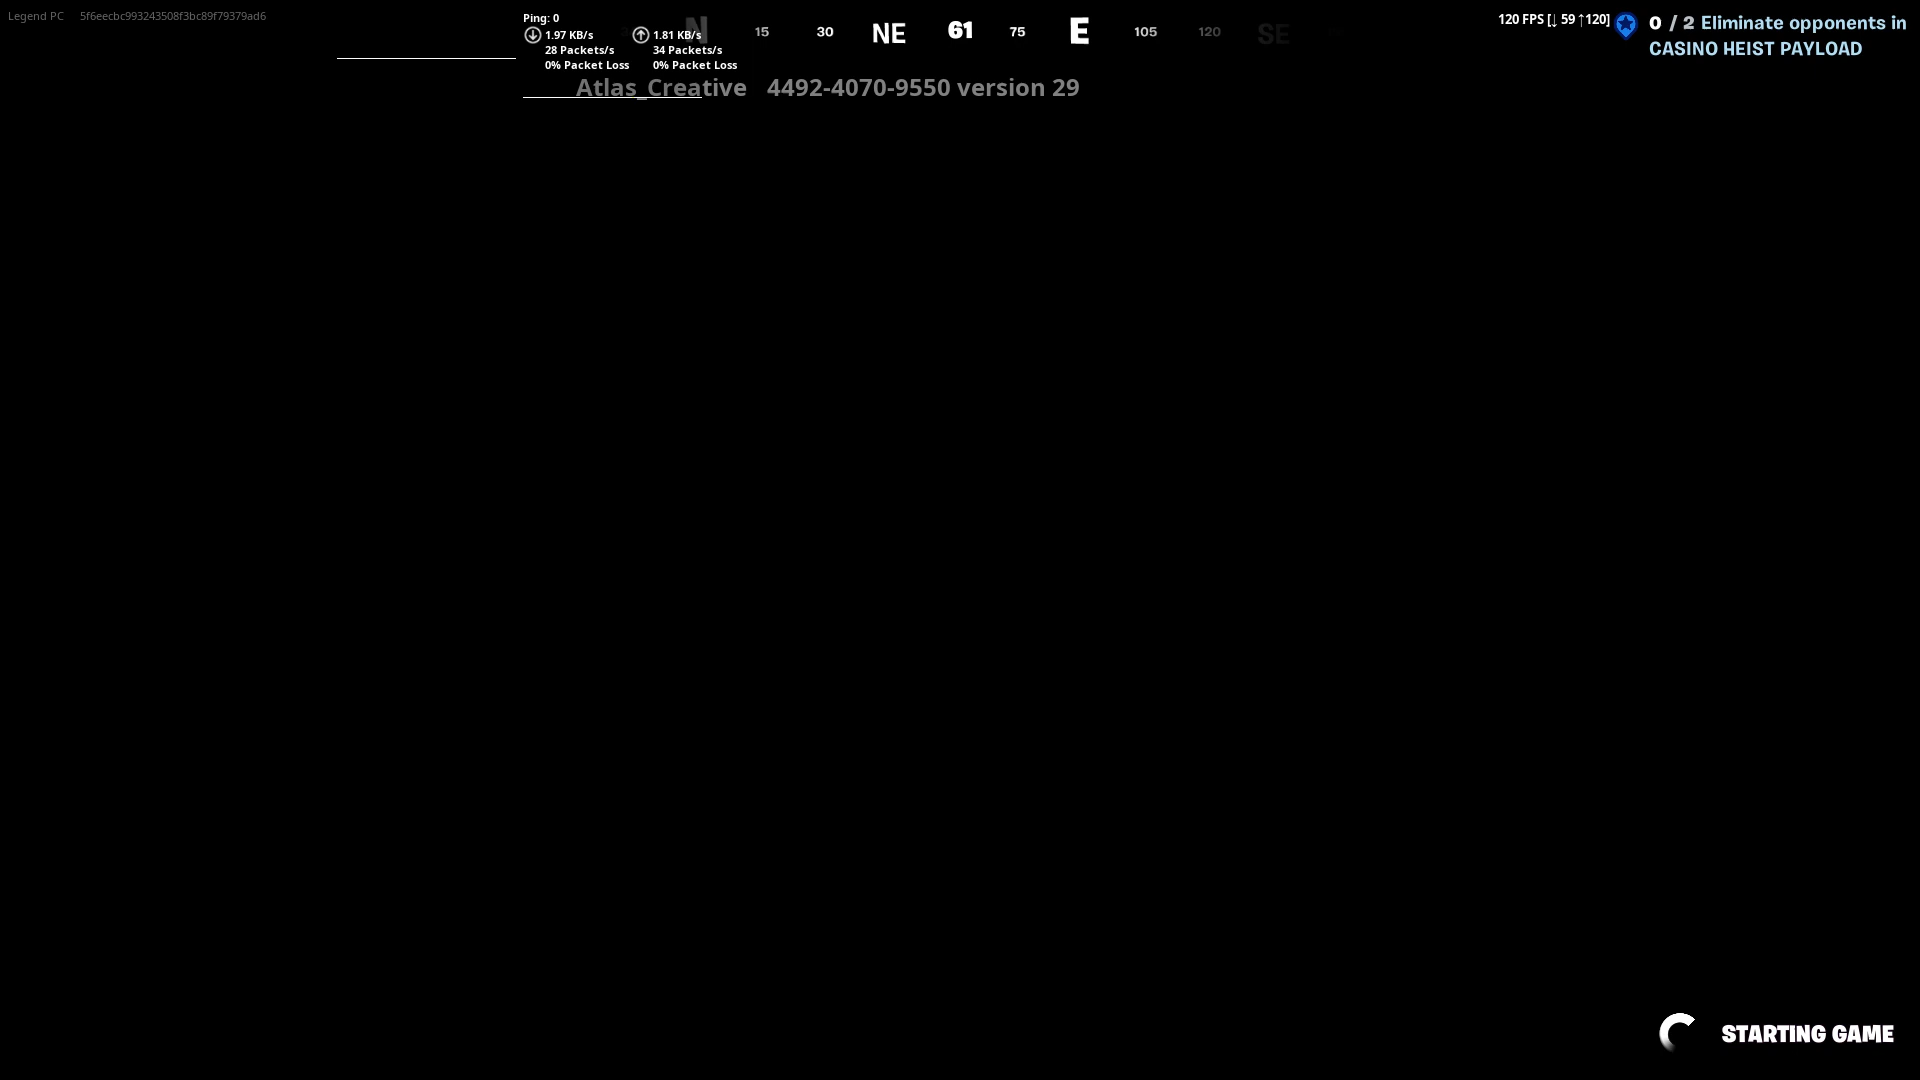 Legend PC 5f6eecbc993243508f3bc89f79379ad6
Ping: 0
1.97 KB/s 1.81 KB/s
28 Packets/s 34 Packets/s
0% Packet Loss 0% Packet Loss
N 15 30 NE 61 75 E 105 120 SE
120 FPS [↓ 59 ↑120]
0 / 2 Eliminate opponents in
CASINO HEIST PAYLOAD
Atlas_Creative 4492-4070-9550 version 29
STARTING GAME